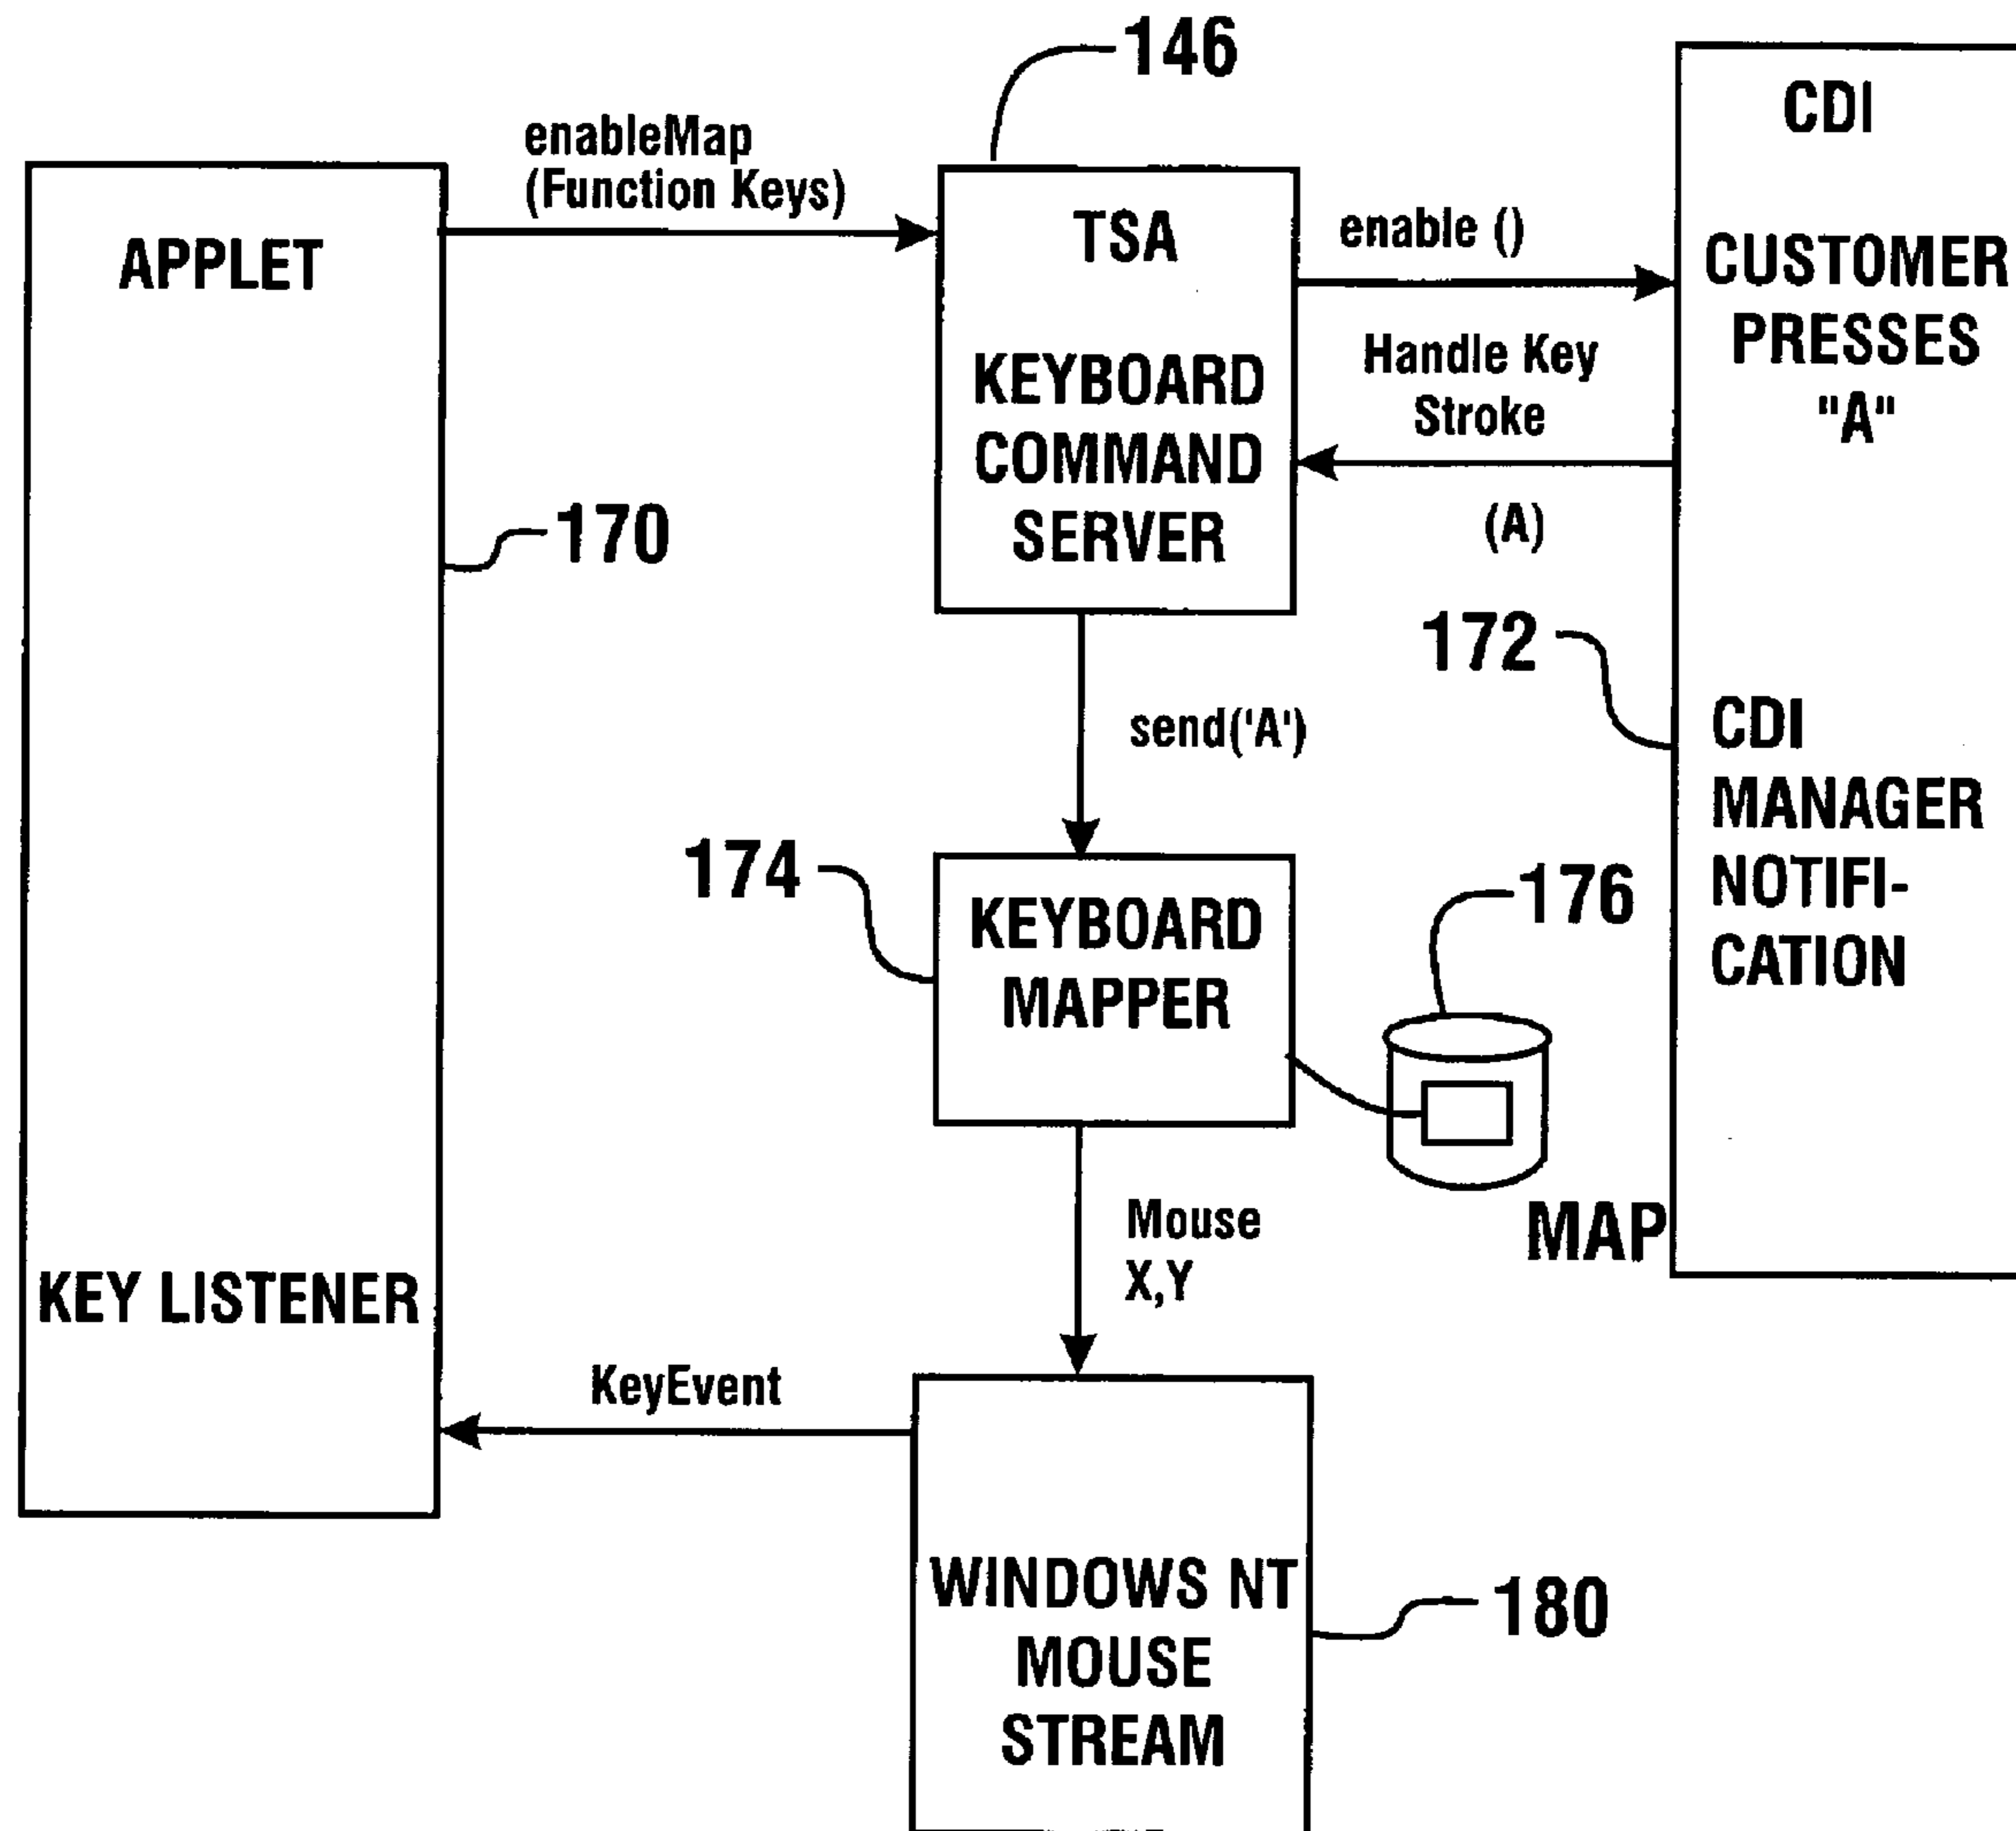 146
CDI
enableMap
(Function Keys)
APPLET
TSA
enable ()
CUSTOMER
PRESSES
"A"
KEYBOARD
COMMAND
SERVER
Handle Key
Stroke
(A)
170
172
send('A')
CDI
MANAGER
NOTIFI-
CATION
174
KEYBOARD
MAPPER
176
MAP
Mouse
X,Y
KEY LISTENER
KeyEvent
WINDOWS NT
MOUSE
STREAM
180